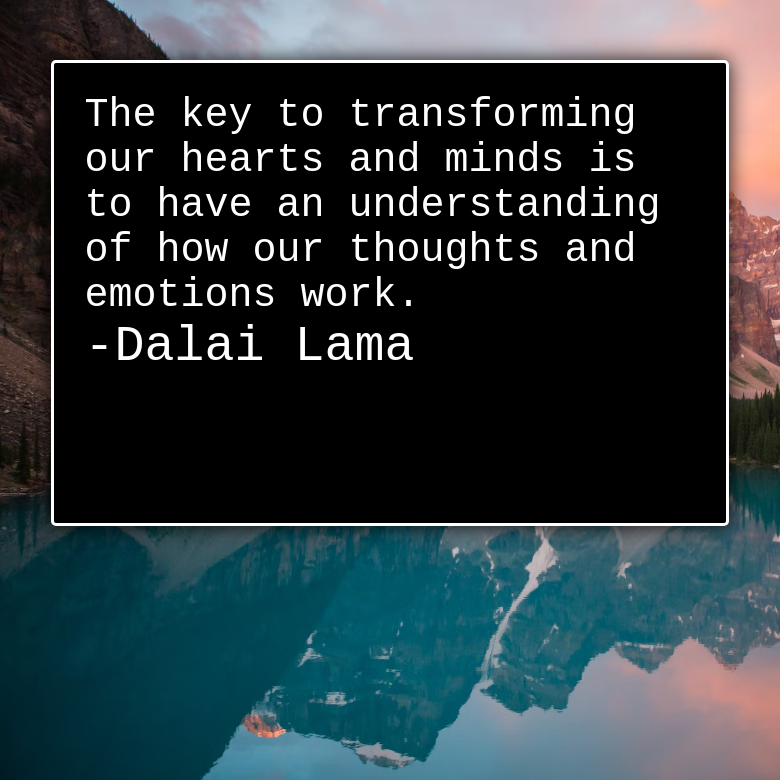 The key to transforming
our hearts and minds is
to have an understanding
of how our thoughts and
emotions work.
-Dalai Lama